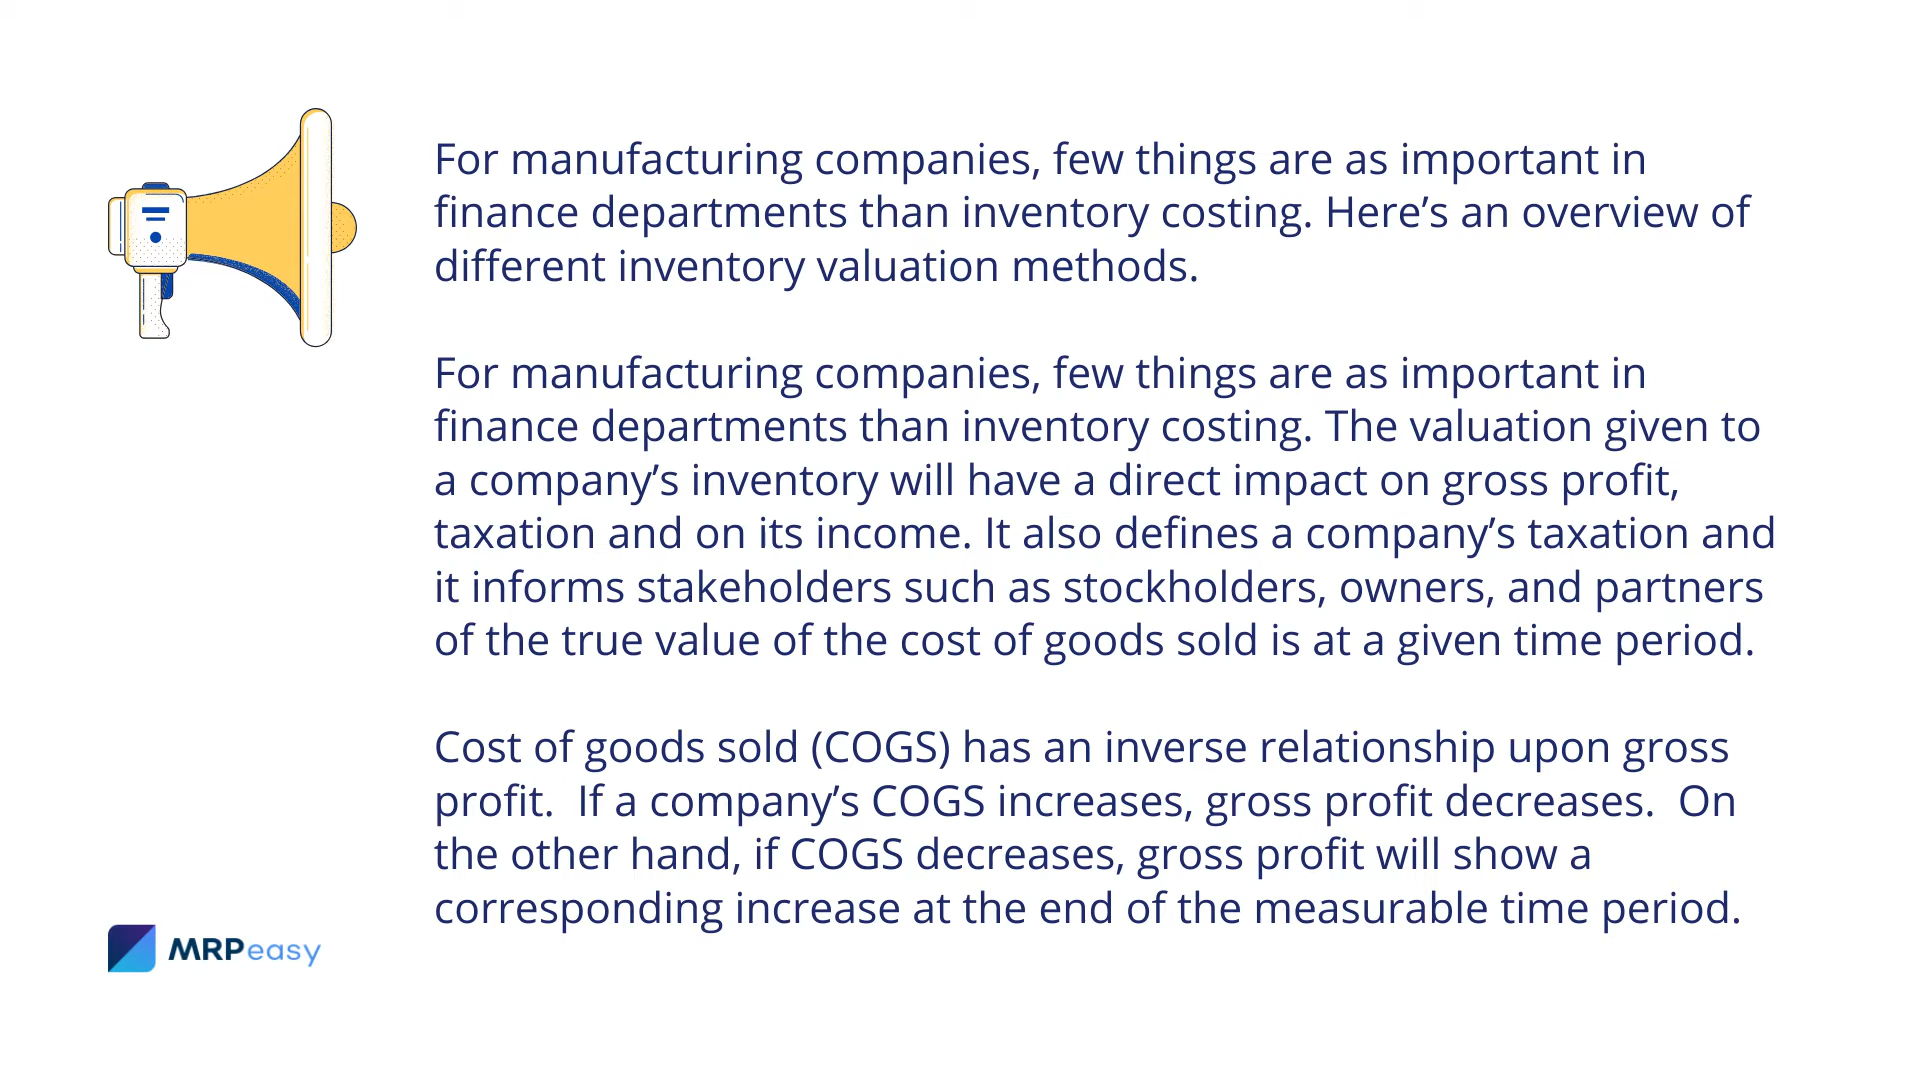 For manufacturing companies, few things are as important in
finance departments than inventory costing. Here’s an overview of
different inventory valuation methods.
For manufacturing companies, few things are as important in
finance departments than inventory costing. The valuation given to
a company’s inventory will have a direct impact on gross profit,
taxation and on its income. It also defines a company’s taxation and
it informs stakeholders such as stockholders, owners, and partners
of the true value of the cost of goods sold is at a given time period.
Cost of goods sold (COGS) has an inverse relationship upon gross
profit.  If a company’s COGS increases, gross profit decreases.  On
the other hand, if COGS decreases, gross profit will show a
corresponding increase at the end of the measurable time period.
MRPeasy